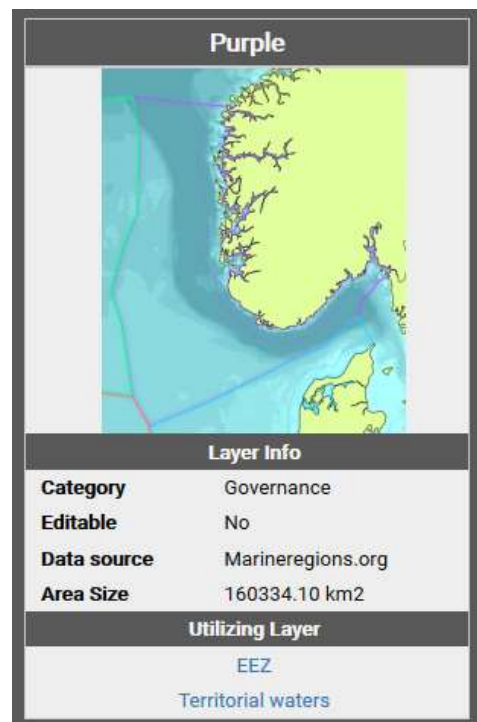 Purple
Layer Info
Category Governance
Editable No
Data source Marineregions.org
Area Size 160334.10 km2
Utilizing Layer
EEZ
Territorial waters